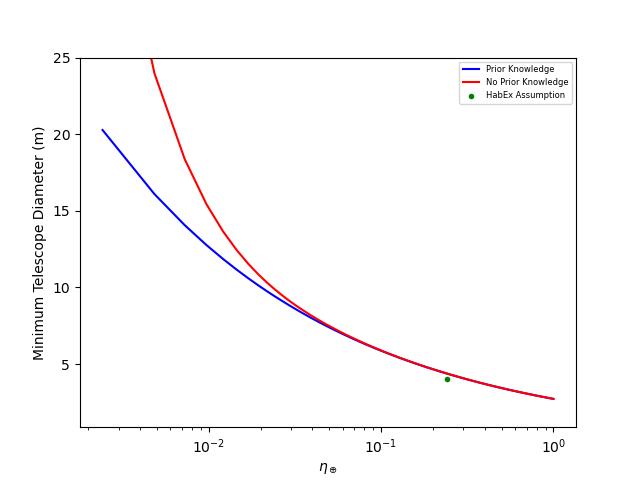 25
20
15
10
5
Minimum Telescope Diameter (m)
Prior Knowledge
No Prior Knowledge
HabEx Assumption
10⁻² 10⁻¹ 10⁰
η⊕